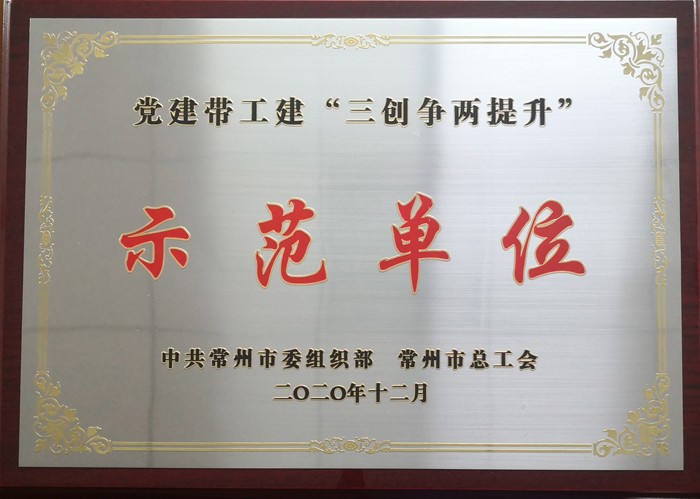 党建带工建“三创争两提升”
示范单位
中共常州市委组织部 常州市总工会
二〇二〇年十二月